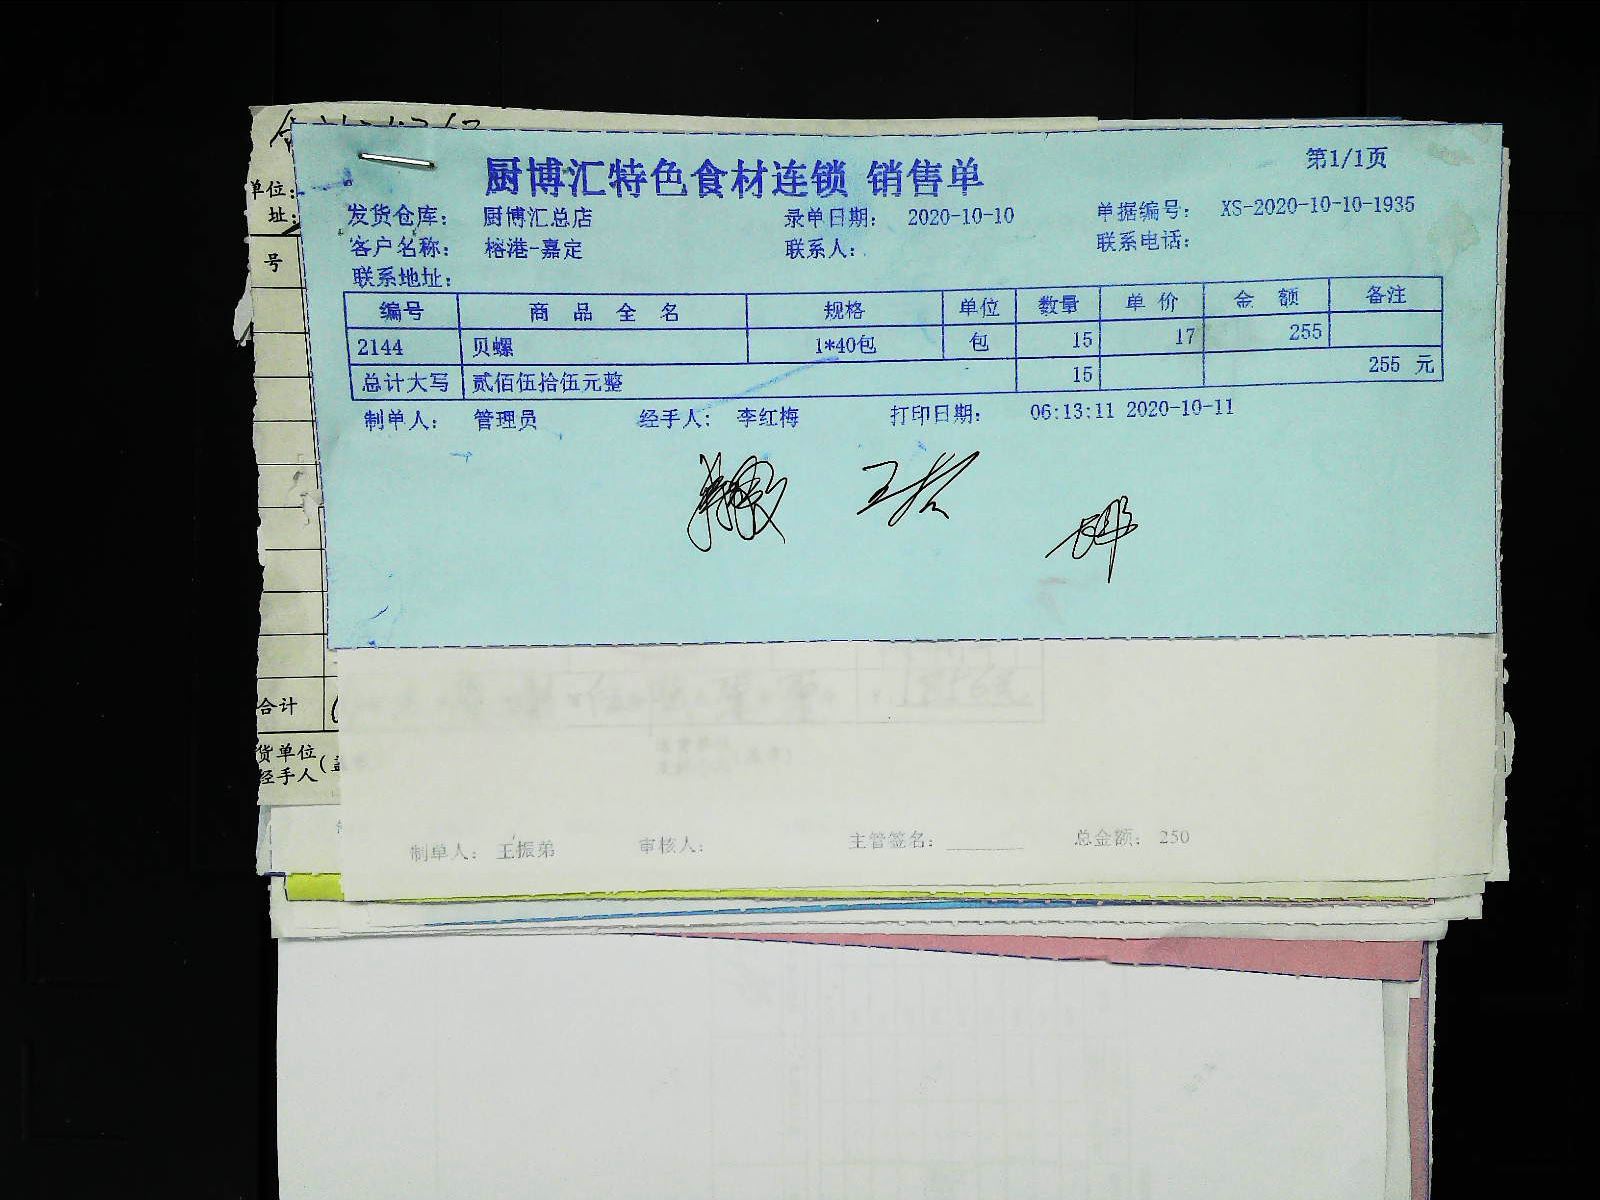 厨博汇特色食材连锁 销售单
第1/1页
发货仓库： 厨博汇总店 录单日期： 2020-10-10 单据编号： XS-2020-10-10-1935
客户名称： 榕港-嘉定 联系人： 联系电话：
联系地址：
编号 商品全名 规格 单位 数量 单价 金额 备注
2144 贝螺 1*40包 包 15 17 255
总计大写 贰佰伍拾伍元整 15 255 元
制单人： 管理员 经手人： 李红梅 打印日期： 06:13:11 2020-10-11
单位：
址：
号
合计
货单位
经手人
制单人： 王振弟 审核人： 主管签名： 总金额： 250